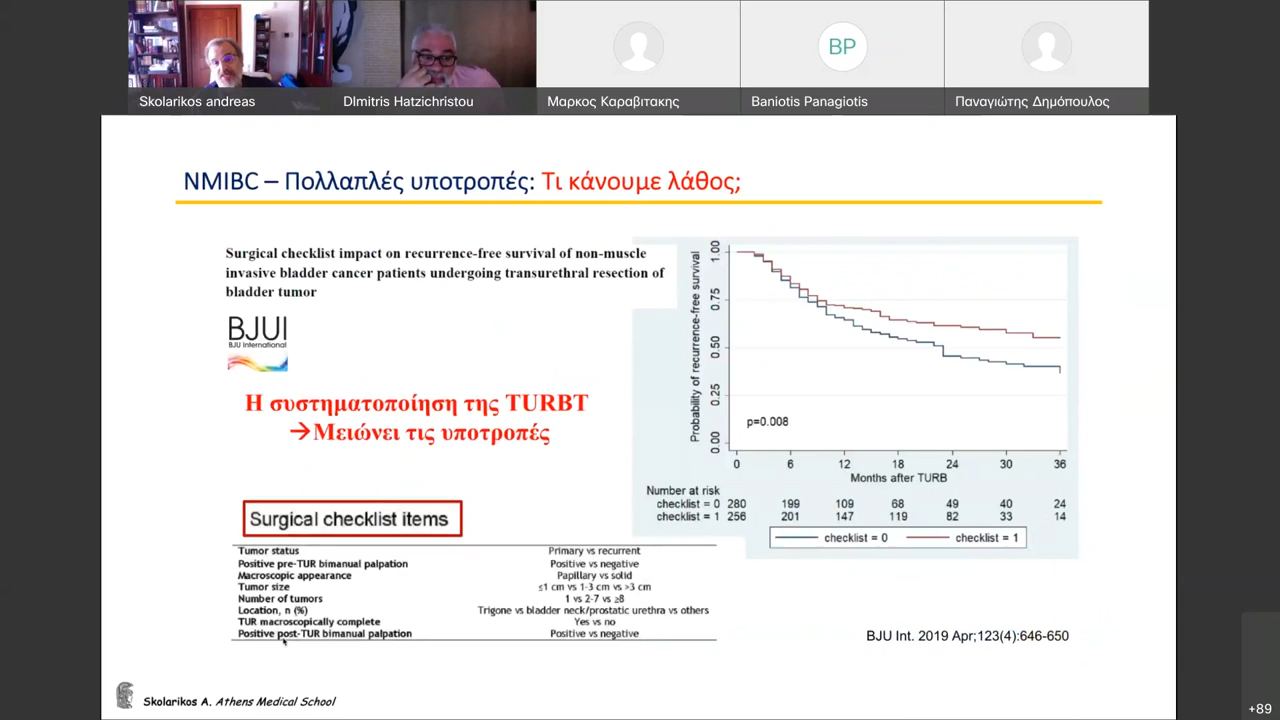 Skolarikos andreas
DImitris Hatzichristou
Μαρκος Καραβιτακης
BP
Baniotis Panagiotis
Παναγιώτης Δημόπουλος
NMIBC – Πολλαπλές υποτροπές: Τι κάνουμε λάθος;
Surgical checklist impact on recurrence-free survival of non-muscle
invasive bladder cancer patients undergoing transurethral resection of
bladder tumor
BJUI
BJU International
Η συστηματοποίηση της TURBT
→Μειώνει τις υποτροπές
Surgical checklist items
Tumor status Primary vs recurrent
Positive pre-TUR bimanual palpation Positive vs negative
Macroscopic appearance Papillary vs solid
Tumor size ≤1 cm vs 1-3 cm vs >3 cm
Number of tumors 1 vs 2-7 vs ≥8
Location, n (%) Trigone vs bladder neck/prostatic urethra vs others
TUR macroscopically complete Yes vs no
Positive post-TUR bimanual palpation Positive vs negative
Probability of recurrence-free survival
1.00
0.75
0.50
0.25
0.00
p=0.008
0 6 12 18 24 30 36
Months after TURB
Number at risk
checklist = 0 280 199 109 68 49 40 24
checklist = 1 256 201 147 119 82 33 14
checklist = 0 checklist = 1
BJU Int. 2019 Apr;123(4):646-650
Skolarikos A. Athens Medical School
+89